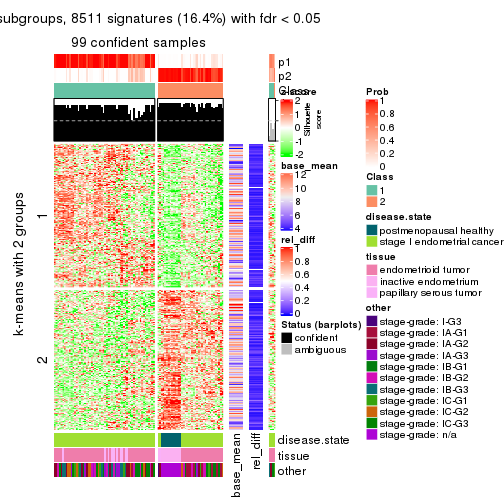 subgroups, 8511 signatures (16.4%) with fdr < 0.05
99 confident samples
p1
p2
Class
Silhouette
score
k-means with 2 groups
1
2
disease.state
tissue
other
base_mean
rel_diff
z-score
2
1
0
-1
-2
base_mean
12
10
8
6
4
rel_diff
1
0.8
0.6
0.4
0.2
0
Status (barplots)
confident
ambiguous
Prob
1
0.8
0.6
0.4
0.2
0
Class
1
2
disease.state
postmenopausal healthy
stage I endometrial cancer
tissue
endometrioid tumor
inactive endometrium
papillary serous tumor
other
stage-grade: I-G3
stage-grade: IA-G1
stage-grade: IA-G2
stage-grade: IA-G3
stage-grade: IB-G1
stage-grade: IB-G2
stage-grade: IB-G3
stage-grade: IC-G1
stage-grade: IC-G2
stage-grade: IC-G3
stage-grade: n/a